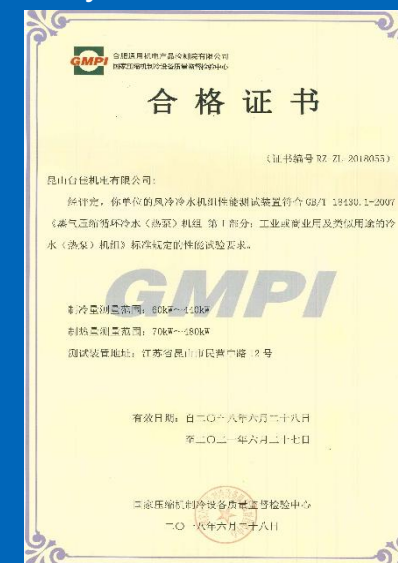 GMPI 合肥通用机电产品检测院有限公司
国家压缩机制冷设备质量监督检验中心
合格证书
(证书编号 RZ ZL 2018055)
昆山台佳机电有限公司:
经评定,你单位的风冷冷水机组性能测试装置符合 GB/T 18430.1-2007
《蒸气压缩循环冷水(热泵)机组 第1部分:工业或商业用及类似用途的冷
水(热泵)机组》标准规定的性能试验要求。
GMPI
制冷量测量范围:60kW~440kW
制热量测量范围:70kW~480kW
测试装置地址:江苏省昆山市民营中路 2号
有效日期:自二〇一八年六月二十八日
至二〇二一年六月二十七日
国家压缩机制冷设备质量监督检验中心
二〇一八年六月二十八日